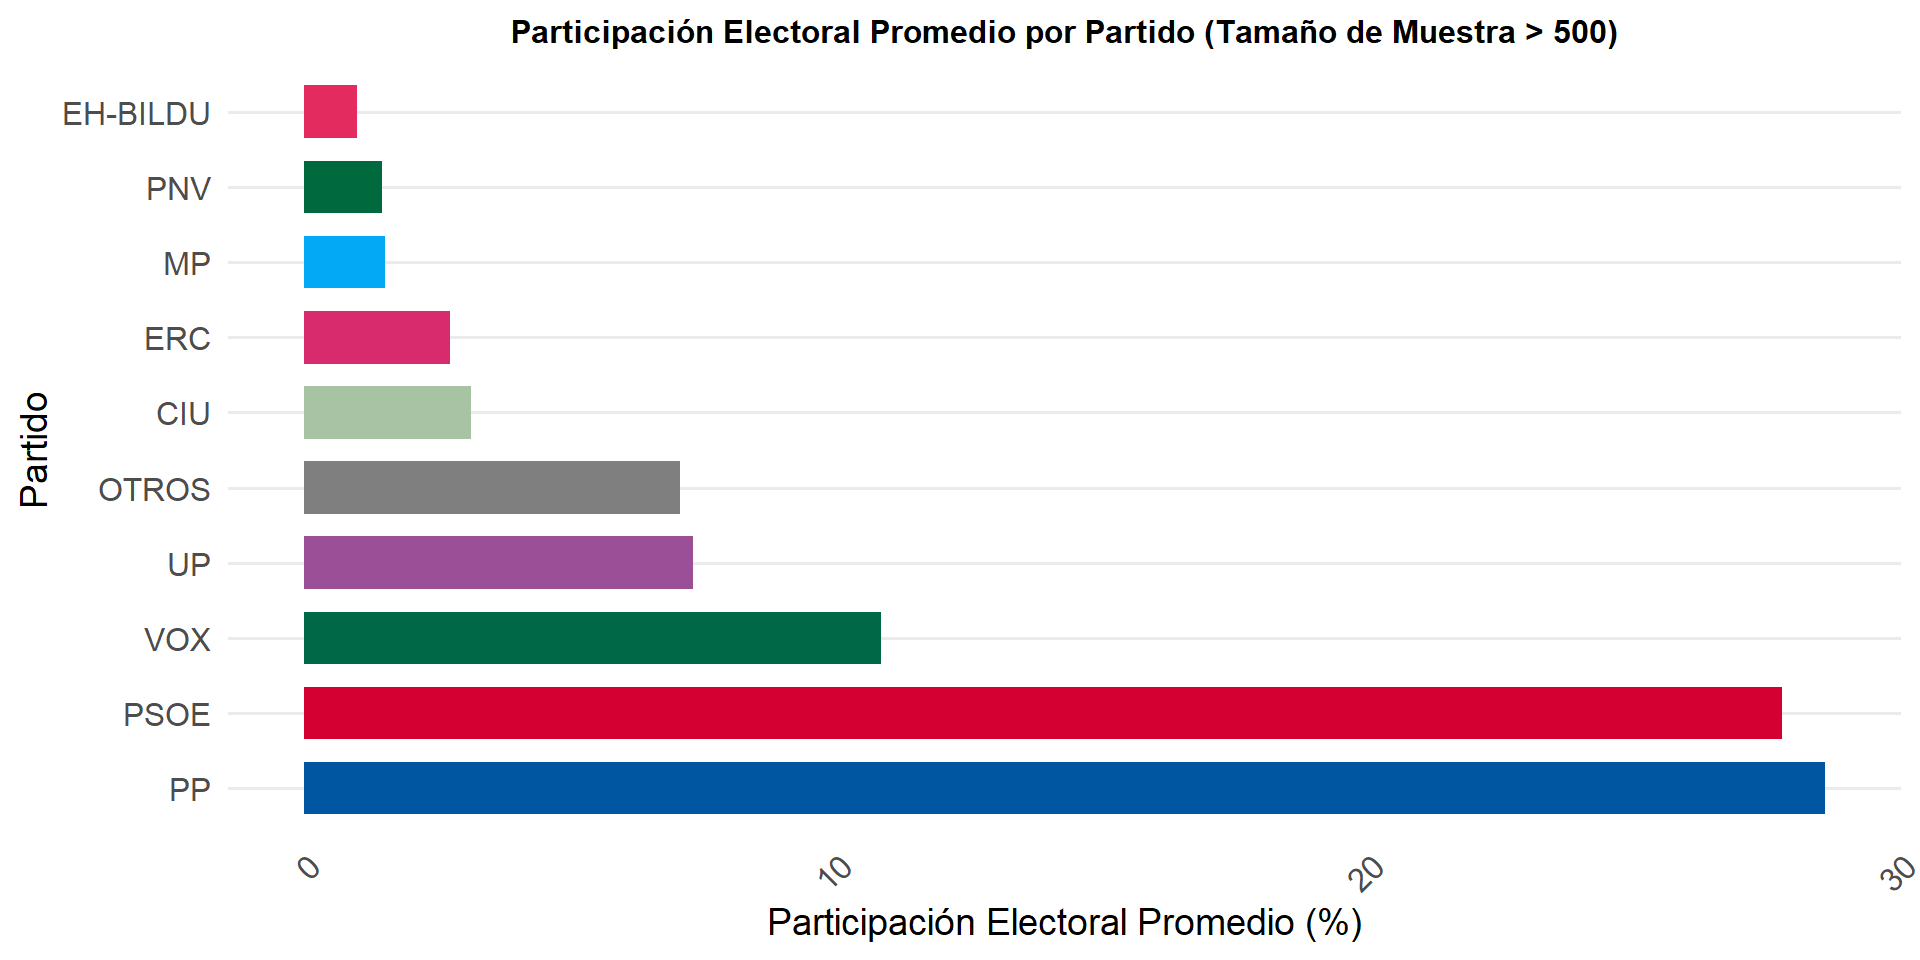 Participación Electoral Promedio por Partido (Tamaño de Muestra > 500)
Partido
EH-BILDU
PNV
MP
ERC
CIU
OTROS
UP
VOX
PSOE
PP
0
10
20
30
Participación Electoral Promedio (%)